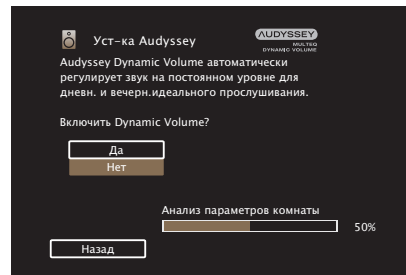 Уст-ка Audyssey
AUDYSSEY
MULTEQ
DYNAMIC VOLUME
Audyssey Dynamic Volume автоматически
регулирует звук на постоянном уровне для
дневн. и вечерн.идеального прослушивания.
Включить Dynamic Volume?
Да
Нет
Анализ параметров комнаты
50%
Назад